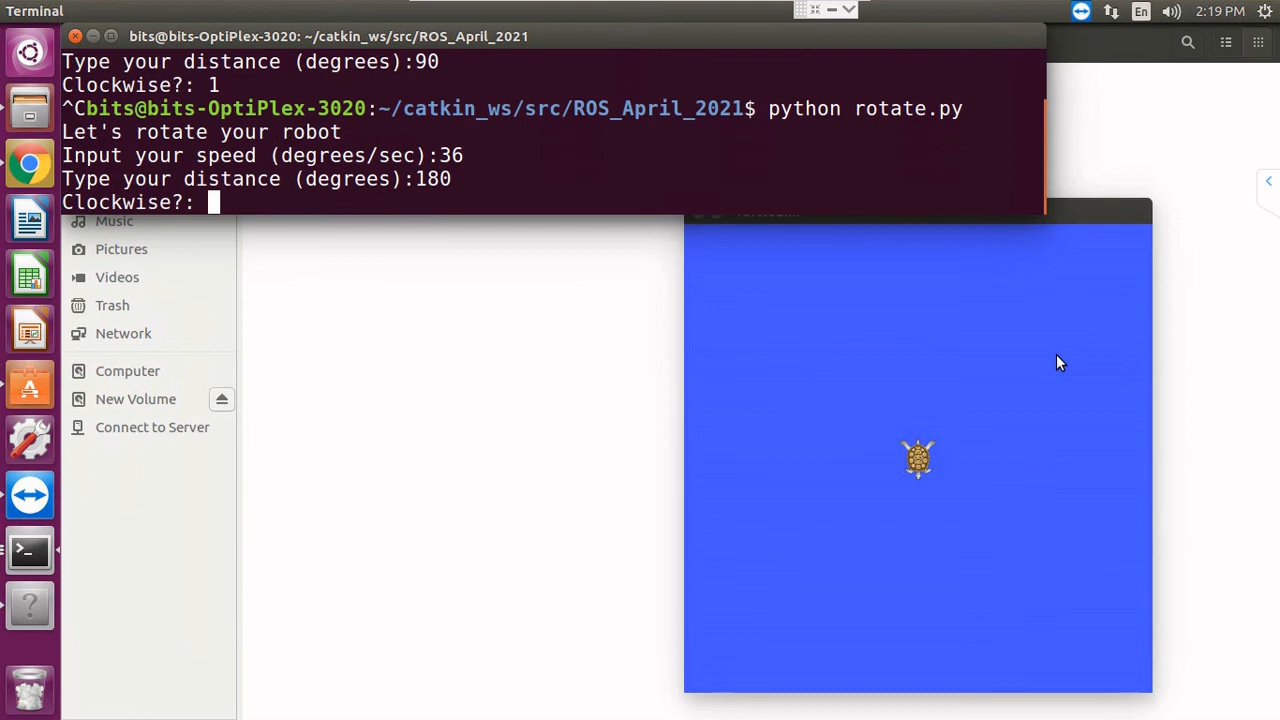 Terminal
En
2:19 PM
bits@bits-OptiPlex-3020: ~/catkin_ws/src/ROS_April_2021
Type your distance (degrees):90
Clockwise?: 1
^Cbits@bits-OptiPlex-3020:~/catkin_ws/src/ROS_April_2021$ python rotate.py
Let's rotate your robot
Input your speed (degrees/sec):36
Type your distance (degrees):180
Clockwise?:
Music
Pictures
Videos
Trash
Network
Computer
New Volume
Connect to Server